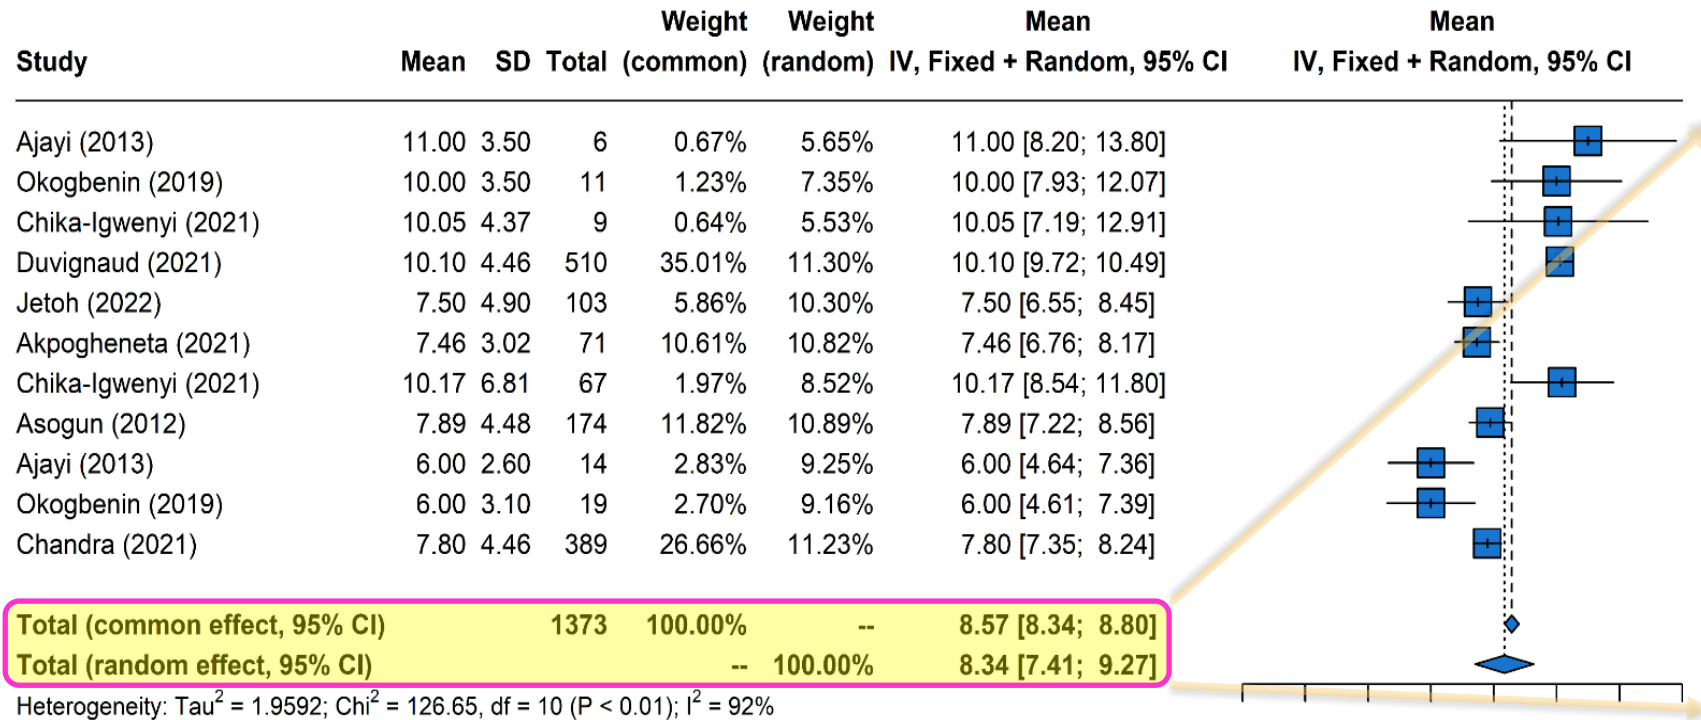 Weight Weight Mean Mean
Study Mean SD Total (common) (random) IV, Fixed + Random, 95% CI IV, Fixed + Random, 95% CI
Ajayi (2013) 11.00 3.50 6 0.67% 5.65% 11.00 [8.20; 13.80]
Okogbenin (2019) 10.00 3.50 11 1.23% 7.35% 10.00 [7.93; 12.07]
Chika-Igwenyi (2021) 10.05 4.37 9 0.64% 5.53% 10.05 [7.19; 12.91]
Duvignaud (2021) 10.10 4.46 510 35.01% 11.30% 10.10 [9.72; 10.49]
Jetoh (2022) 7.50 4.90 103 5.86% 10.30% 7.50 [6.55; 8.45]
Akpogheneta (2021) 7.46 3.02 71 10.61% 10.82% 7.46 [6.76; 8.17]
Chika-Igwenyi (2021) 10.17 6.81 67 1.97% 8.52% 10.17 [8.54; 11.80]
Asogun (2012) 7.89 4.48 174 11.82% 10.89% 7.89 [7.22; 8.56]
Ajayi (2013) 6.00 2.60 14 2.83% 9.25% 6.00 [4.64; 7.36]
Okogbenin (2019) 6.00 3.10 19 2.70% 9.16% 6.00 [4.61; 7.39]
Chandra (2021) 7.80 4.46 389 26.66% 11.23% 7.80 [7.35; 8.24]
Total (common effect, 95% CI) 1373 100.00% -- 8.57 [8.34; 8.80]
Total (random effect, 95% CI) -- 100.00% 8.34 [7.41; 9.27]
Heterogeneity: Tau² = 1.9592; Chi² = 126.65, df = 10 (P < 0.01); I² = 92%